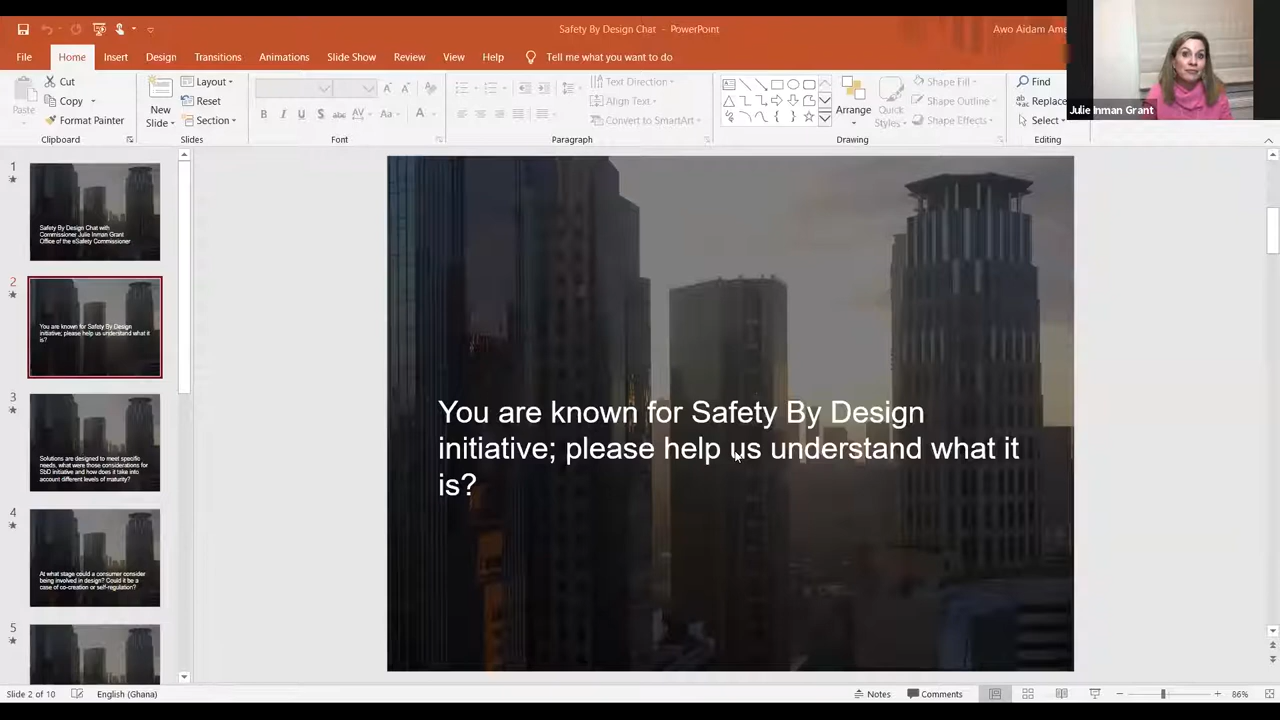 Safety By Design Chat - PowerPoint
Awo Aidam Ame
File
Home
Insert
Design
Transitions
Animations
Slide Show
Review
View
Help
Tell me what you want to do
Paste
Cut
Copy
Format Painter
Clipboard
New
Slide
Layout
Reset
Section
Slides
B
I
U
S
abc
AV
A
Font
Text Direction
Align Text
Convert to SmartArt
Paragraph
Arrange
Quick
Styles
Shape Fill
Shape Outline
Shape Effects
Drawing
Find
Replace
Select
Editing
Julie Inman Grant
1
Safety By Design Chat with
Commissioner Julie Inman Grant
Office of the eSafety Commissioner
2
You are known for Safety By Design
initiative; please help us understand what it
is?
3
Solutions are designed to meet specific
needs, what were those considerations for
SbD initiative and how does it take into
account different levels of maturity?
4
At what stage could a consumer consider
being involved in design? Could it be a
case of co-creation or self-regulation?
5
You are known for Safety By Design
initiative; please help us understand what it
is?
Slide 2 of 10
English (Ghana)
Notes
Comments
86%